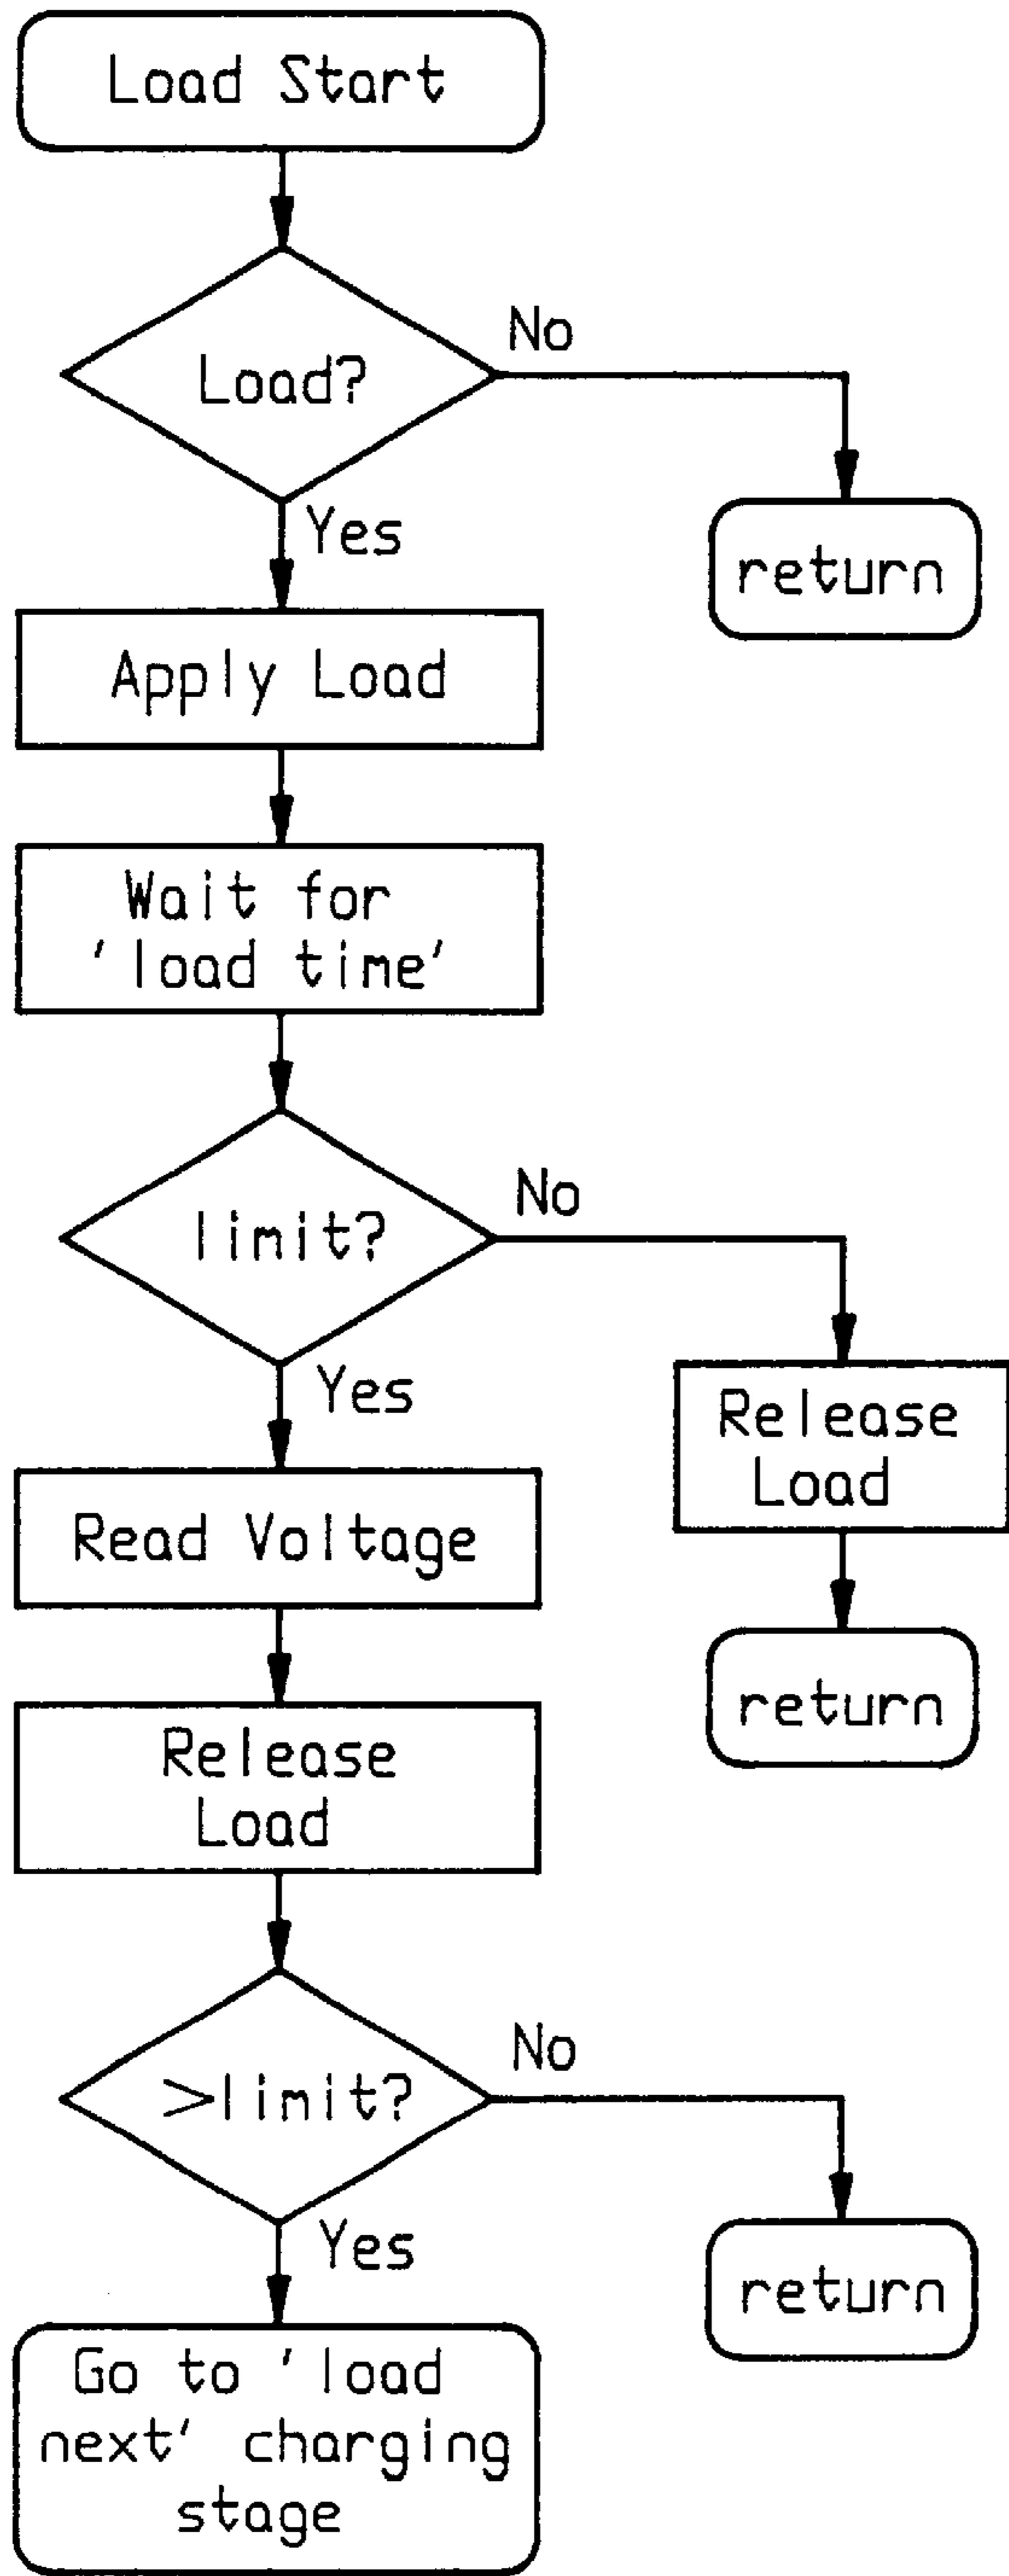 Load Start
Load?
No
Yes
return
Apply Load
Wait for
'load time'
limit?
No
Yes
Release
Load
return
Read Voltage
Release
Load
>limit?
No
Yes
return
Go to 'load
next' charging
stage